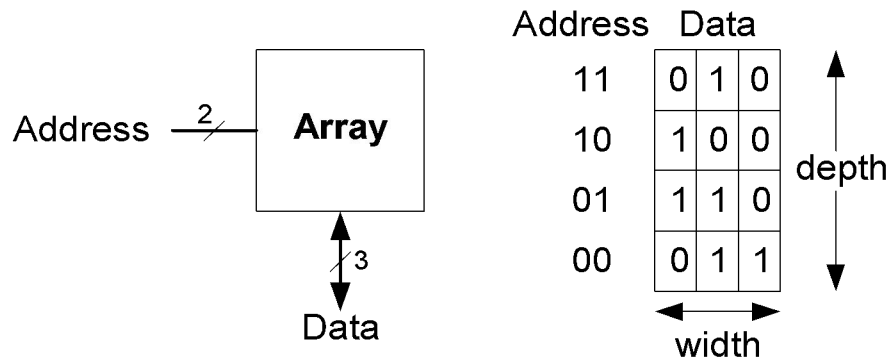 Address
2
Array
3
Data
Address Data
11 0 1 0
10 1 0 0
01 1 1 0
00 0 1 1
depth
width